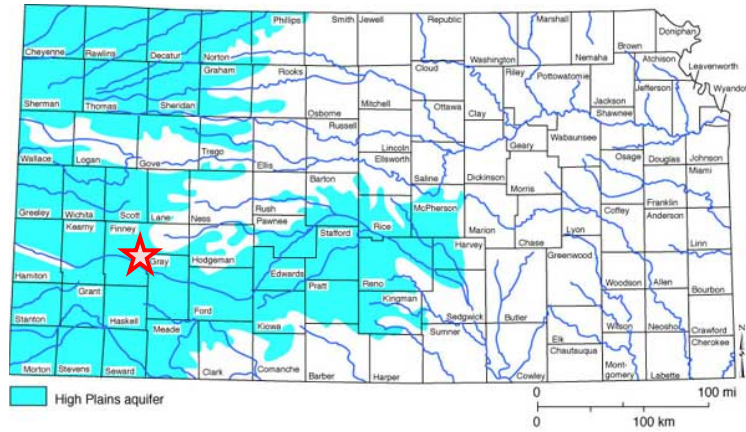 Phillips Smith Jewell Republic Marshall Doniphan
Cheyenne Rawlins Decatur Norton Washington Nemaha Brown Atchison
Graham Rooks Cloud Riley Pottowatomie Leavenworth
Sherman Thomas Sheridan Osborne Mitchell Ottawa Clay Jackson Jefferson Wyandot
Shawnee
Russell Lincoln Geary Wabaunsee
Wallace Logan Gove Trego Ellis Ellsworth Saline Dickinson Osage Douglas Johnson
Miami
Barton McPherson Morris
Greeley Wichita Scott Lane Ness Rush Rice Marion Chase Lyon Coffey Franklin
Kearny Finney Pawnee Stafford Harvey Anderson Linn
Hamiton Gray Hodgeman Edwards Reno Greenwood Woodson Allen Bourbon
Grant Ford Pratt Kingman Sedgwick Butler
Stanton Haskell Meade Kiowa Sumner Elk Wilson Neosho Crawford
Cherokee
Morton Stevens Seward Clark Comanche Barber Harper Cowley Chautauqua Mont-
gomery Labette
High Plains aquifer
0 100 mi
0 100 km
N